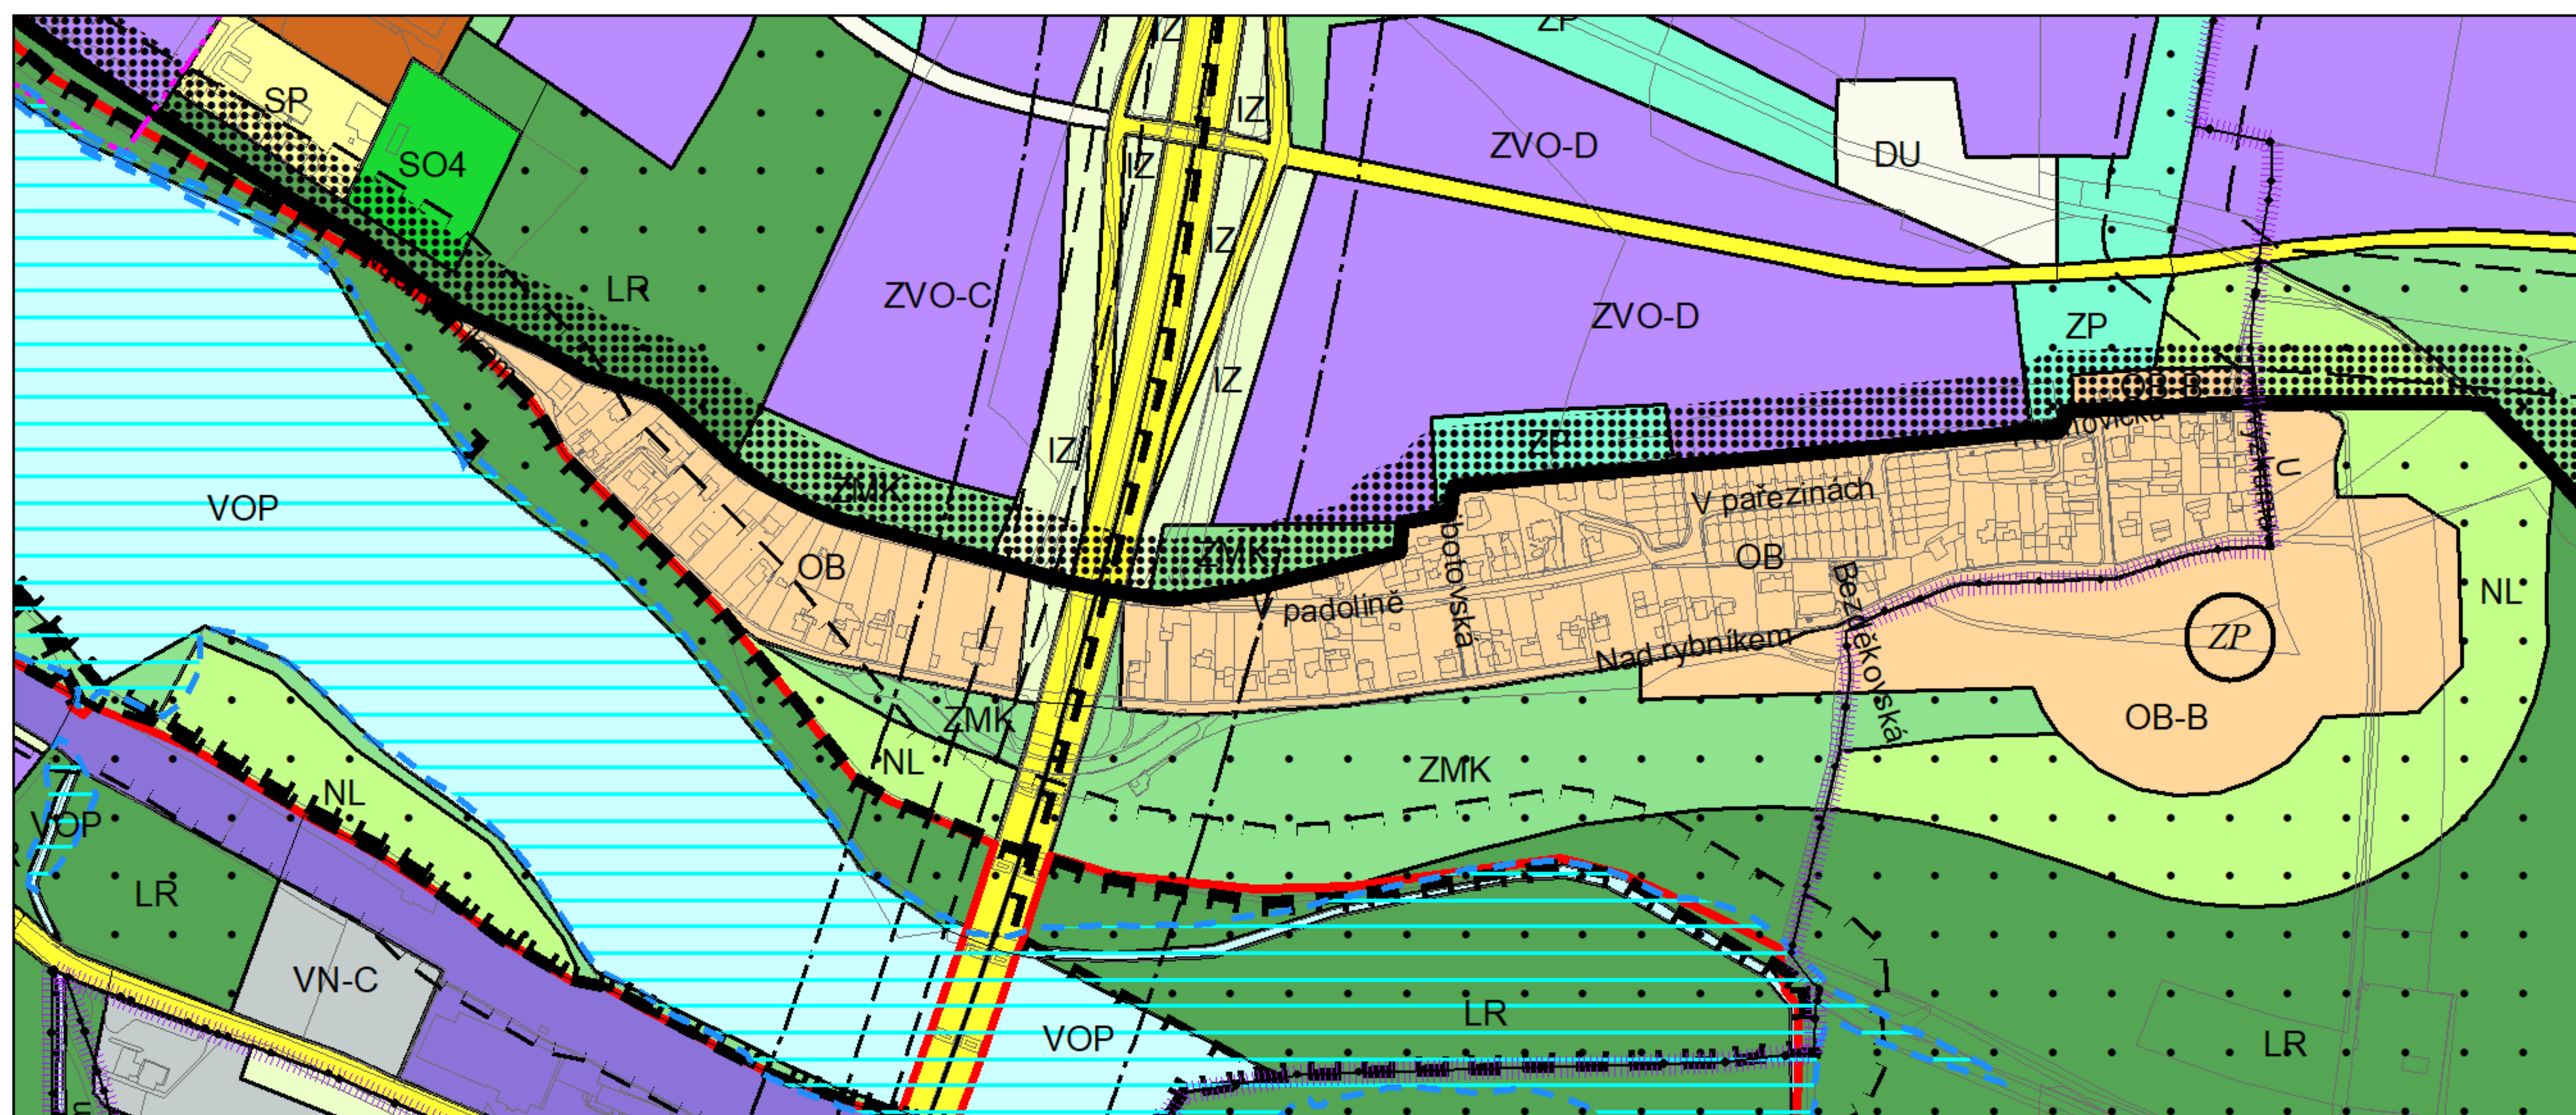 IZ
ZP
SP
IZ
ZVO-D
DU
SO4
IZ
IZ
LR
ZVO-C
ZVO-D
ZP
IZ
OB-B
IZ
ZP
U
ZMK
V pařezinách
VOP
ZMK
OB
OB
NL
V padolině
botovská
Bezděkovská
ZP
Nad rybníkem
OB-B
ZMK
NL
ZMK
NL
VOP
LR
VN-C
LR
VOP
LR